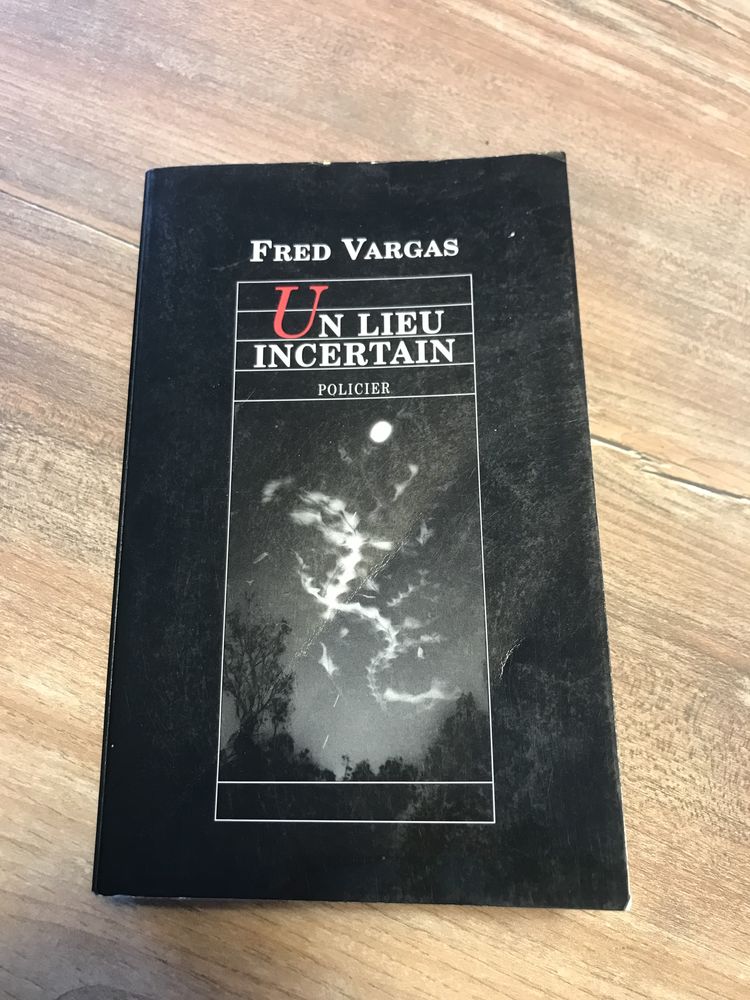 FRED VARGAS
UN LIEU
INCERTAIN
POLICIER